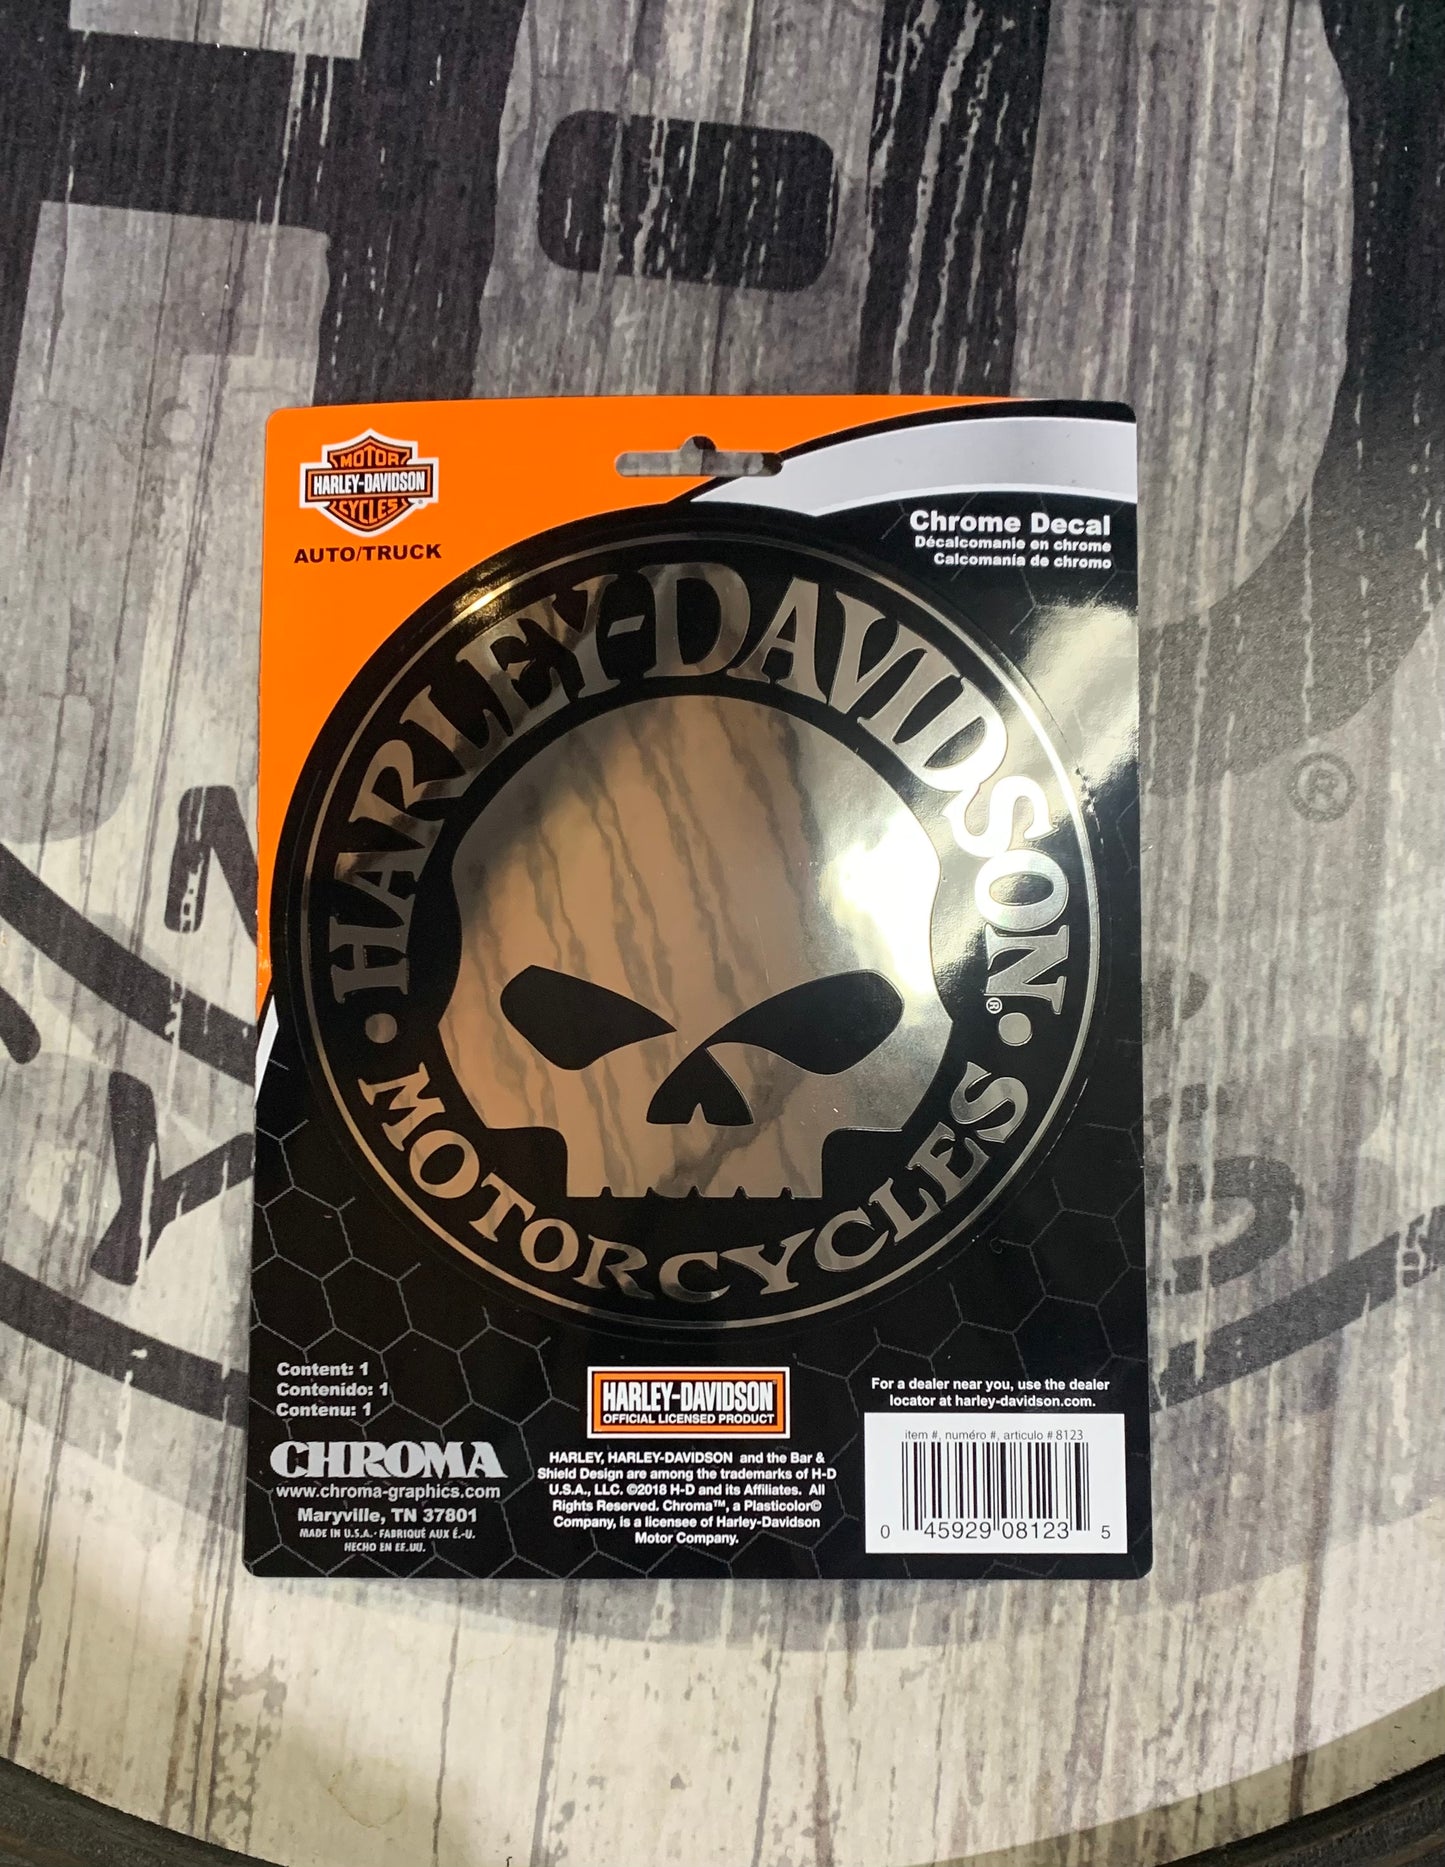 MOTOR
HARLEY-DAVIDSON
CYCLES
AUTO/TRUCK
Chrome Decal
Décalcomanie en chrome
Calcomanía de chromo
HARLEY-DAVIDSON
®
• MOTORCYCLES •
Content: 1
Contenido: 1
Contenu: 1
CHROMA
www.chroma-graphics.com
Maryville, TN 37801
MADE IN U.S.A. · FABRIQUÉ AUX É.-U.
HECHO EN EE.UU.
HARLEY-DAVIDSON
OFFICIAL LICENSED PRODUCT
HARLEY, HARLEY-DAVIDSON and the Bar &
Shield Design are among the trademarks of H-D
U.S.A., LLC. ©2018 H-D and its Affiliates. All
Rights Reserved. Chroma™, a Plasticolor©
Company, is a licensee of Harley-Davidson
Motor Company.
For a dealer near you, use the dealer
locator at harley-davidson.com.
item #, numéro #, articulo # 8123
0 45929 08123 5
®